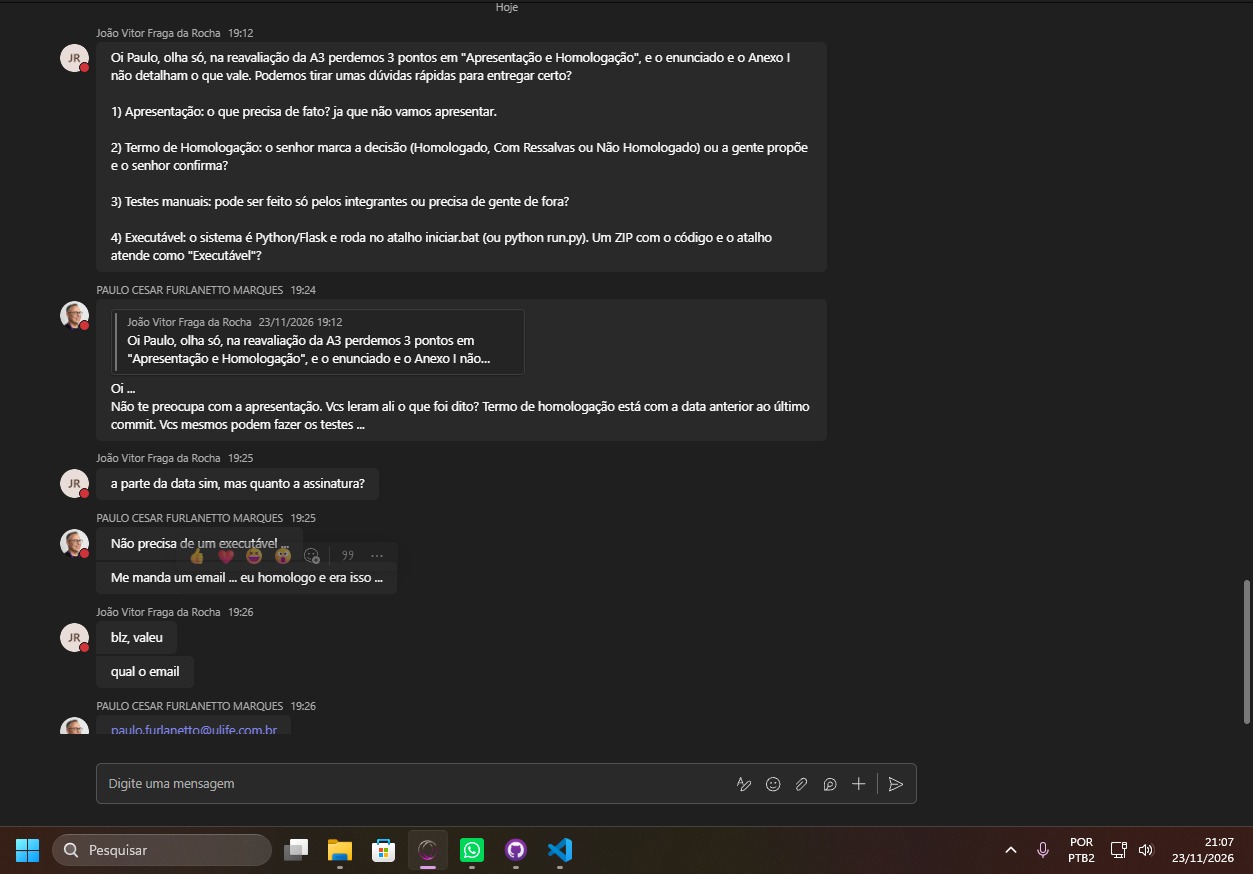 Hoje
João Vitor Fraga da Rocha 19:12
JR
Oi Paulo, olha só, na reavaliação da A3 perdemos 3 pontos em "Apresentação e Homologação", e o enunciado e o Anexo I
não detalham o que vale. Podemos tirar umas dúvidas rápidas para entregar certo?
1) Apresentação: o que precisa de fato? ja que não vamos apresentar.
2) Termo de Homologação: o senhor marca a decisão (Homologado, Com Ressalvas ou Não Homologado) ou a gente propõe
e o senhor confirma?
3) Testes manuais: pode ser feito só pelos integrantes ou precisa de gente de fora?
4) Executável: o sistema é Python/Flask e roda no atalho iniciar.bat (ou python run.py). Um ZIP com o código e o atalho
atende como "Executável"?
PAULO CESAR FURLANETTO MARQUES 19:24
João Vitor Fraga da Rocha 23/11/2026 19:12
Oi Paulo, olha só, na reavaliação da A3 perdemos 3 pontos em
"Apresentação e Homologação", e o enunciado e o Anexo I não...
Oi ...
Não te preocupa com a apresentação. Vcs leram ali o que foi dito? Termo de homologação está com a data anterior ao último
commit. Vcs mesmos podem fazer os testes ...
João Vitor Fraga da Rocha 19:25
JR
a parte da data sim, mas quanto a assinatura?
PAULO CESAR FURLANETTO MARQUES 19:25
Não precisa de um executável ...
Me manda um email ... eu homologo e era isso ...
João Vitor Fraga da Rocha 19:26
JR
blz, valeu
qual o email
PAULO CESAR FURLANETTO MARQUES 19:26
paulo.furlanetto@ulife.com.br
Digite uma mensagem
Pesquisar
POR
PTB2
21:07
23/11/2026